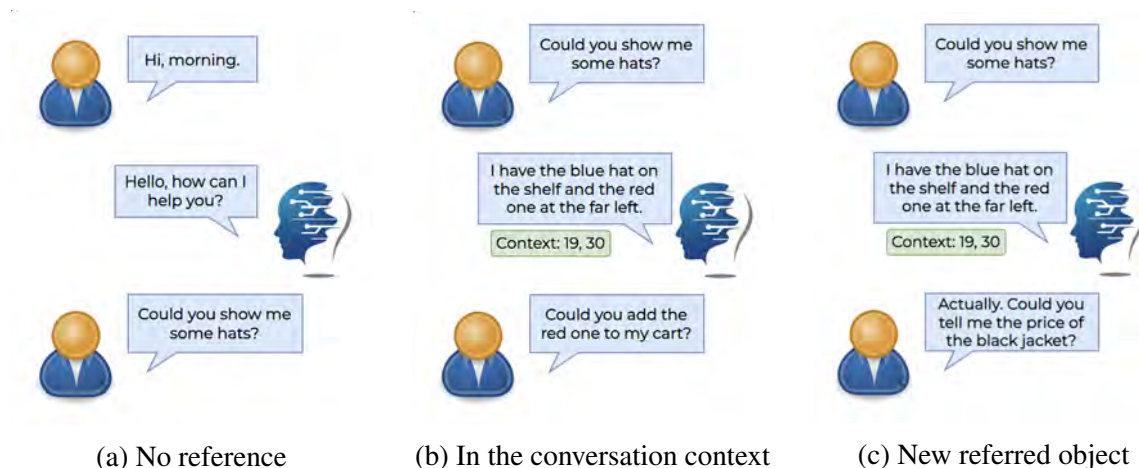 Hi, morning.
Hello, how can I
help you?
Could you show me
some hats?
(a) No reference
Could you show me
some hats?
I have the blue hat on
the shelf and the red
one at the far left.
Context: 19, 30
Could you add the
red one to my cart?
(b) In the conversation context
Could you show me
some hats?
I have the blue hat on
the shelf and the red
one at the far left.
Context: 19, 30
Actually. Could you
tell me the price of
the black jacket?
(c) New referred object